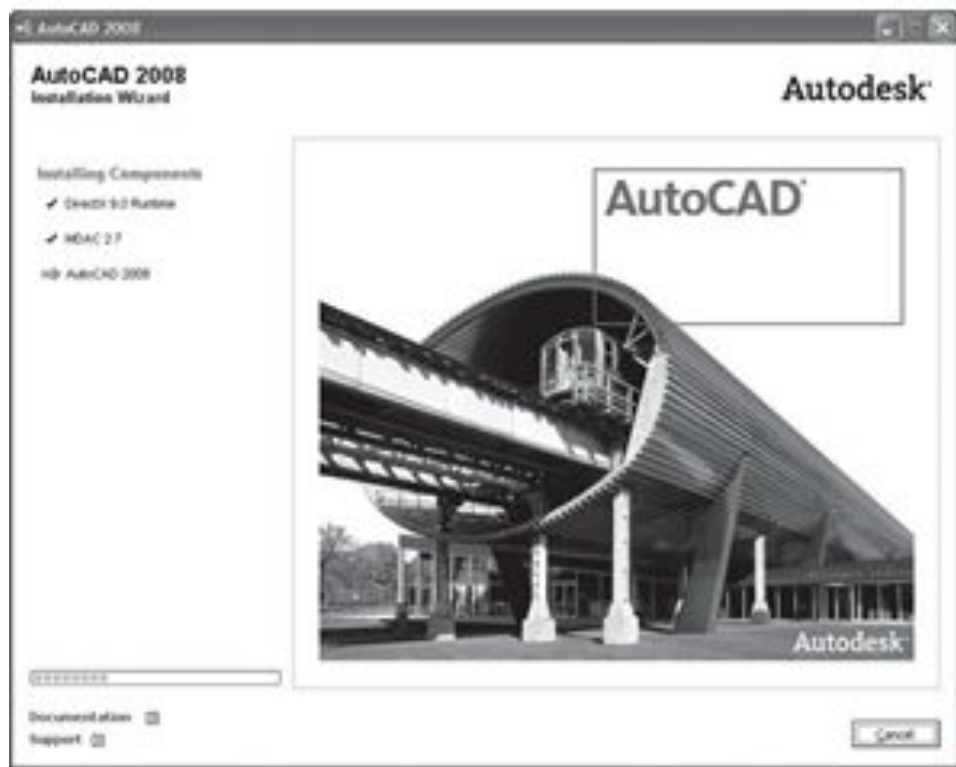 AutoCAD 2008
AutoCAD 2008
Installation Wizard
Autodesk
Installing Components
DirectX 9.0 Runtime
MDAC 2.7
AutoCAD 2008
AutoCAD
Autodesk
Documentation
Support
Cancel